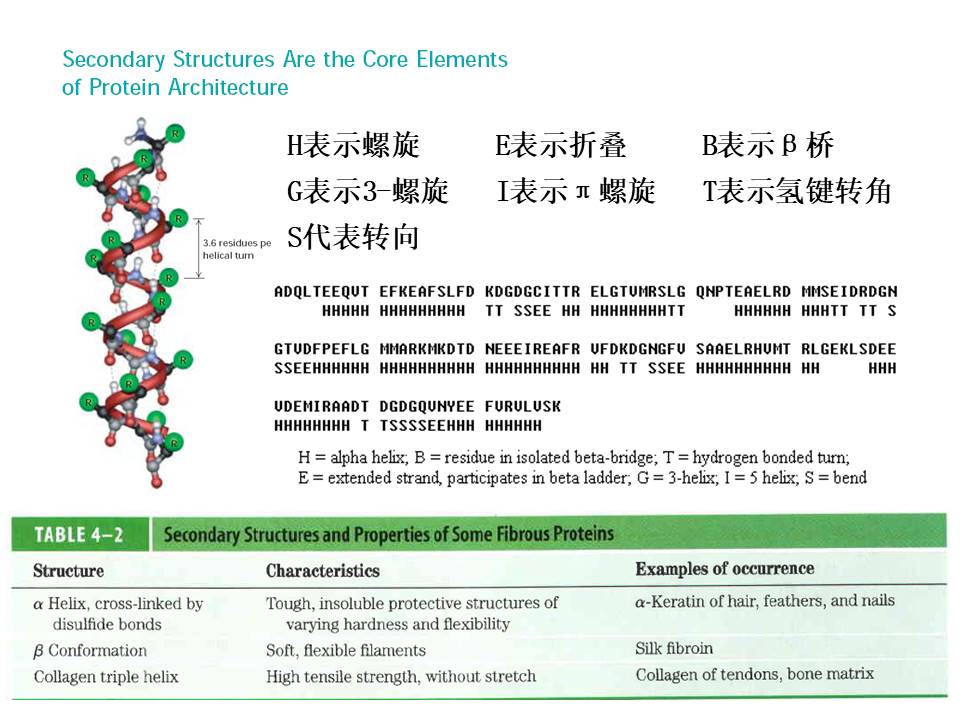 Secondary Structures Are the Core Elements
of Protein Architecture
H表示螺旋 E表示折叠 B表示β桥
G表示3-螺旋 I表示π螺旋 T表示氢键转角
S代表转向
R
R
R
R
R
R
R
R
R
R
R
R
R
3.6 residues pe
helical turn
ADQLTEEQVT EFKEAFSLFD KDGDGCITTR ELGTVMRSLG QNPTEAELRD MMSEIDRDGN
HHHHH HHHHHHHHH TT SSEE HH HHHHHHHHTT HHHHHH HHHTT TT S
GTVDFPEFLG MMARKMKDTD NEEEIREAFR VFDKDGNGFV SAAELRHVMT RLGEKLSDEE
SSEEHHHHHH HHHHHHHHHH HHHHHHHHHH HH TT SSEE HHHHHHHHHH HH HHH
VDEMIRAADT DGDGQVNYEE FVRVLVSK
HHHHHHHH T TSSSSEEHHH HHHHHH
H = alpha helix; B = residue in isolated beta-bridge; T = hydrogen bonded turn;
E = extended strand, participates in beta ladder; G = 3-helix; I = 5 helix; S = bend
TABLE 4–2 Secondary Structures and Properties of Some Fibrous Proteins
Structure Characteristics Examples of occurrence
α Helix, cross-linked by Tough, insoluble protective structures of α-Keratin of hair, feathers, and nails
disulfide bonds varying hardness and flexibility
β Conformation Soft, flexible filaments Silk fibroin
Collagen triple helix High tensile strength, without stretch Collagen of tendons, bone matrix